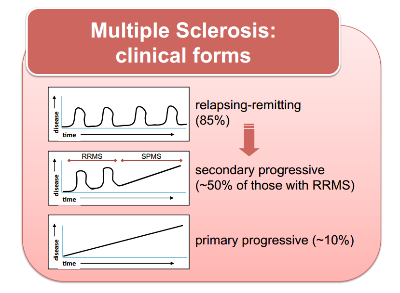 Multiple Sclerosis:
clinical forms
disease
time
relapsing-remitting
(85%)
RRMS
SPMS
disease
time
secondary progressive
(~50% of those with RRMS)
disease
time
primary progressive (~10%)